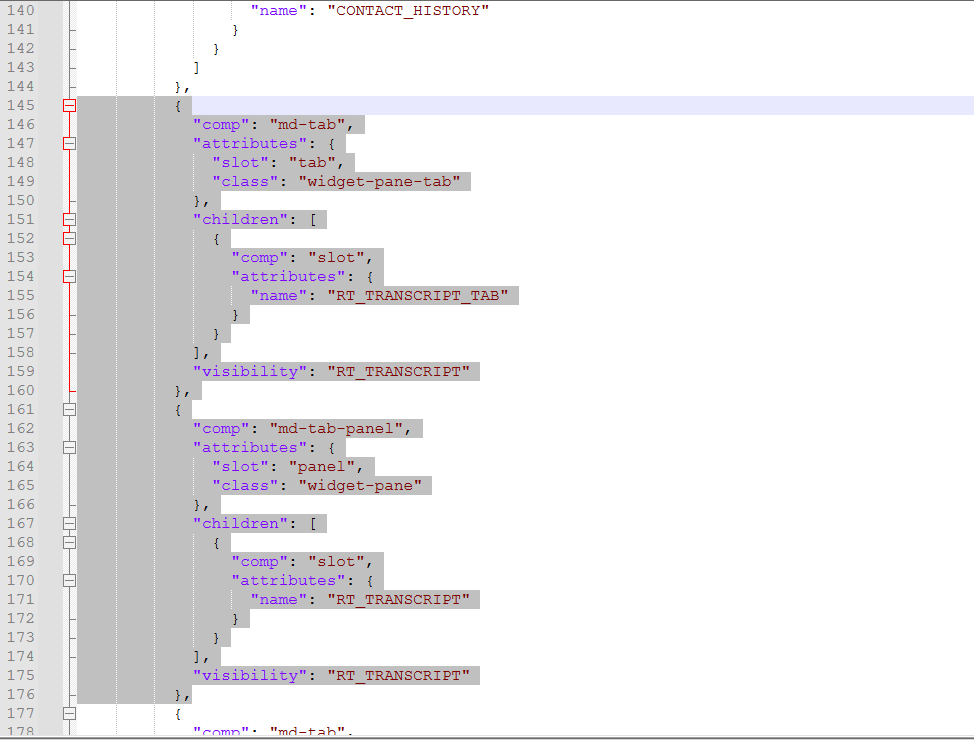 140 "name": "CONTACT_HISTORY"
141 }
142 }
143 ]
144 },
145 {
146 "comp": "md-tab",
147 "attributes": {
148 "slot": "tab",
149 "class": "widget-pane-tab"
150 },
151 "children": [
152 {
153 "comp": "slot",
154 "attributes": {
155 "name": "RT_TRANSCRIPT_TAB"
156 }
157 }
158 ],
159 "visibility": "RT_TRANSCRIPT"
160 },
161 {
162 "comp": "md-tab-panel",
163 "attributes": {
164 "slot": "panel",
165 "class": "widget-pane"
166 },
167 "children": [
168 {
169 "comp": "slot",
170 "attributes": {
171 "name": "RT_TRANSCRIPT"
172 }
173 }
174 ],
175 "visibility": "RT_TRANSCRIPT"
176 },
177 {
178 "comp": "md-tab",